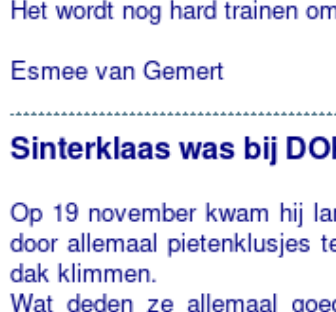 Het wordt nog hard trainen om
Esmee van Gemert
Sinterklaas was bij
Op 19 november kwam hij
door allemaal pietenklusjes
dak klimmen.
Wat deden ze allemaal